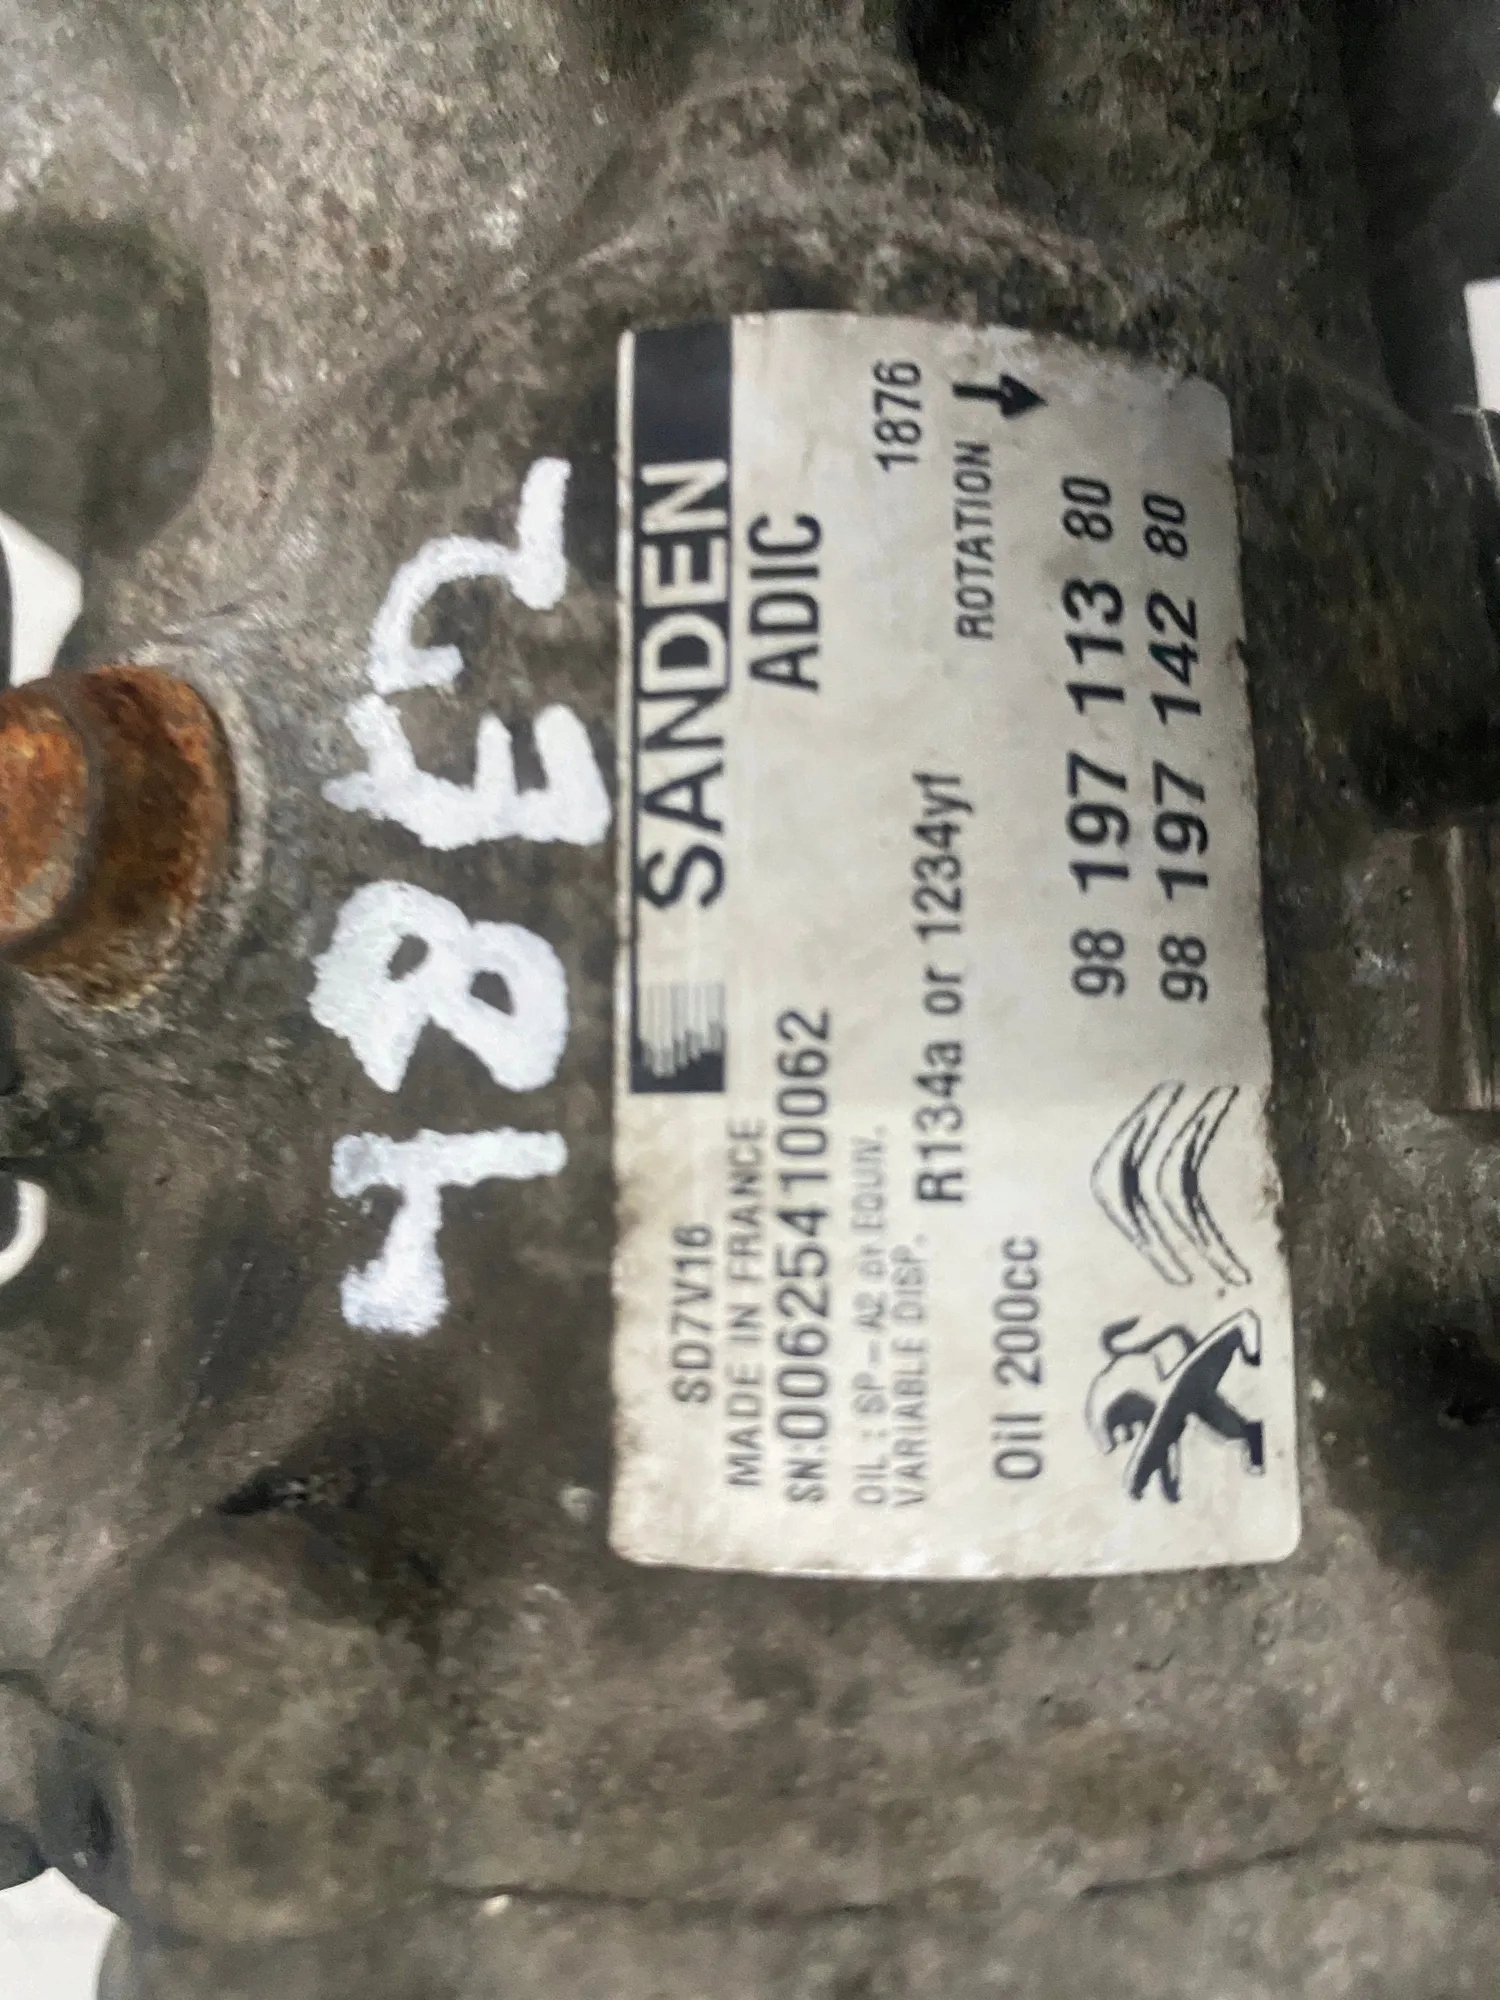 48E2
SANDEN
SD7V16 ADIC
MADE IN FRANCE
SN:00625410062
OIL : SP-A2 or EQUIV. 1876
VARIABLE DISP.
R134a or 1234yf ROTATION
Oil 200cc
98 197 113 80
98 197 142 80